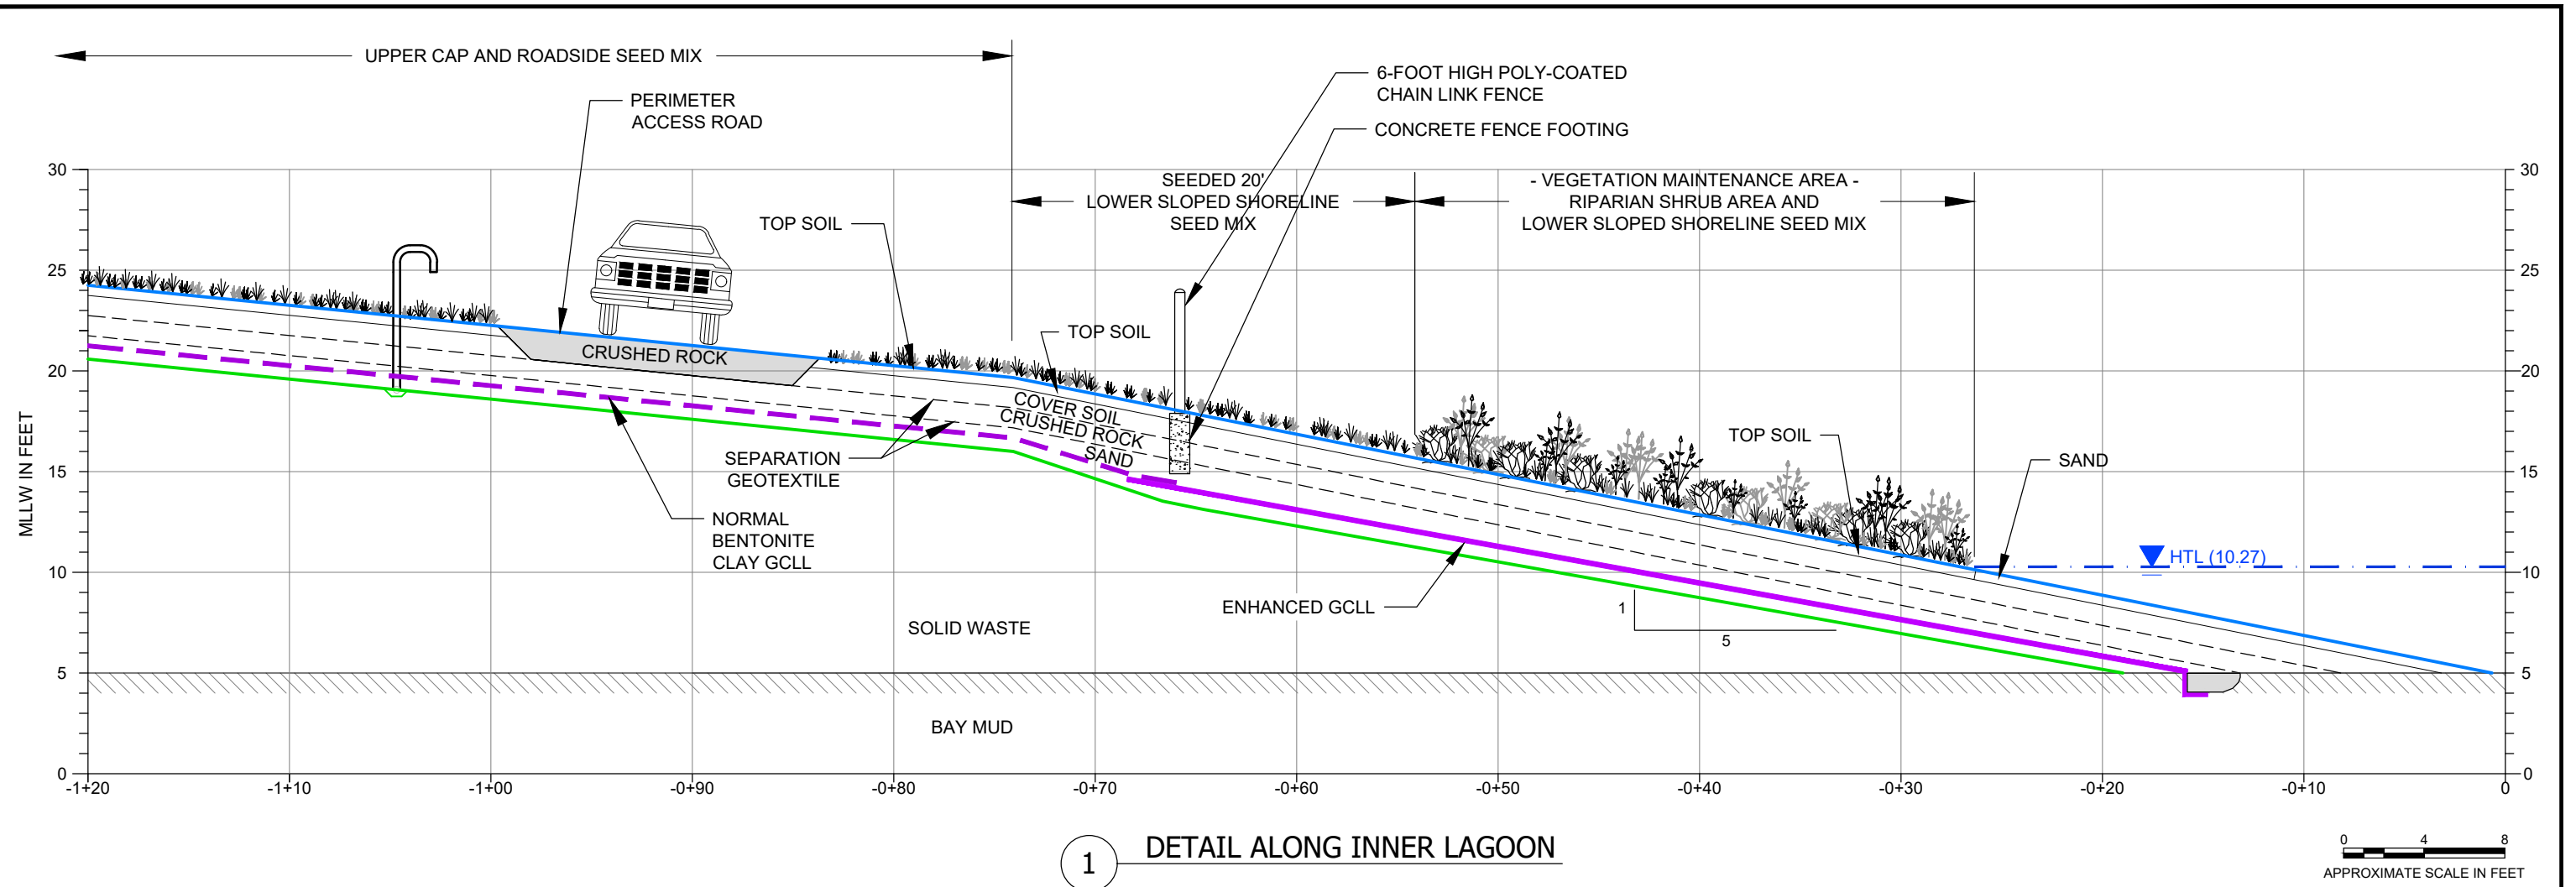 UPPER CAP AND ROADSIDE SEED MIX
PERIMETER
ACCESS ROAD
6-FOOT HIGH POLY-COATED
CHAIN LINK FENCE
CONCRETE FENCE FOOTING
SEEDED 20'
LOWER SLOPED SHORELINE
SEED MIX
- VEGETATION MAINTENANCE AREA -
RIPARIAN SHRUB AREA AND
LOWER SLOPED SHORELINE SEED MIX
TOP SOIL
TOP SOIL
CRUSHED ROCK
COVER SOIL
CRUSHED ROCK
SAND
TOP SOIL
SAND
SEPARATION
GEOTEXTILE
NORMAL
BENTONITE
CLAY GCLL
HTL (10.27)
ENHANCED GCLL
1
5
SOLID WASTE
BAY MUD
MLLW IN FEET
30
25
20
15
10
5
0
30
25
20
15
10
5
0
-1+20 -1+10 -1+00 -0+90 -0+80 -0+70 -0+60 -0+50 -0+40 -0+30 -0+20 -0+10 0
1 DETAIL ALONG INNER LAGOON
0 4 8
APPROXIMATE SCALE IN FEET